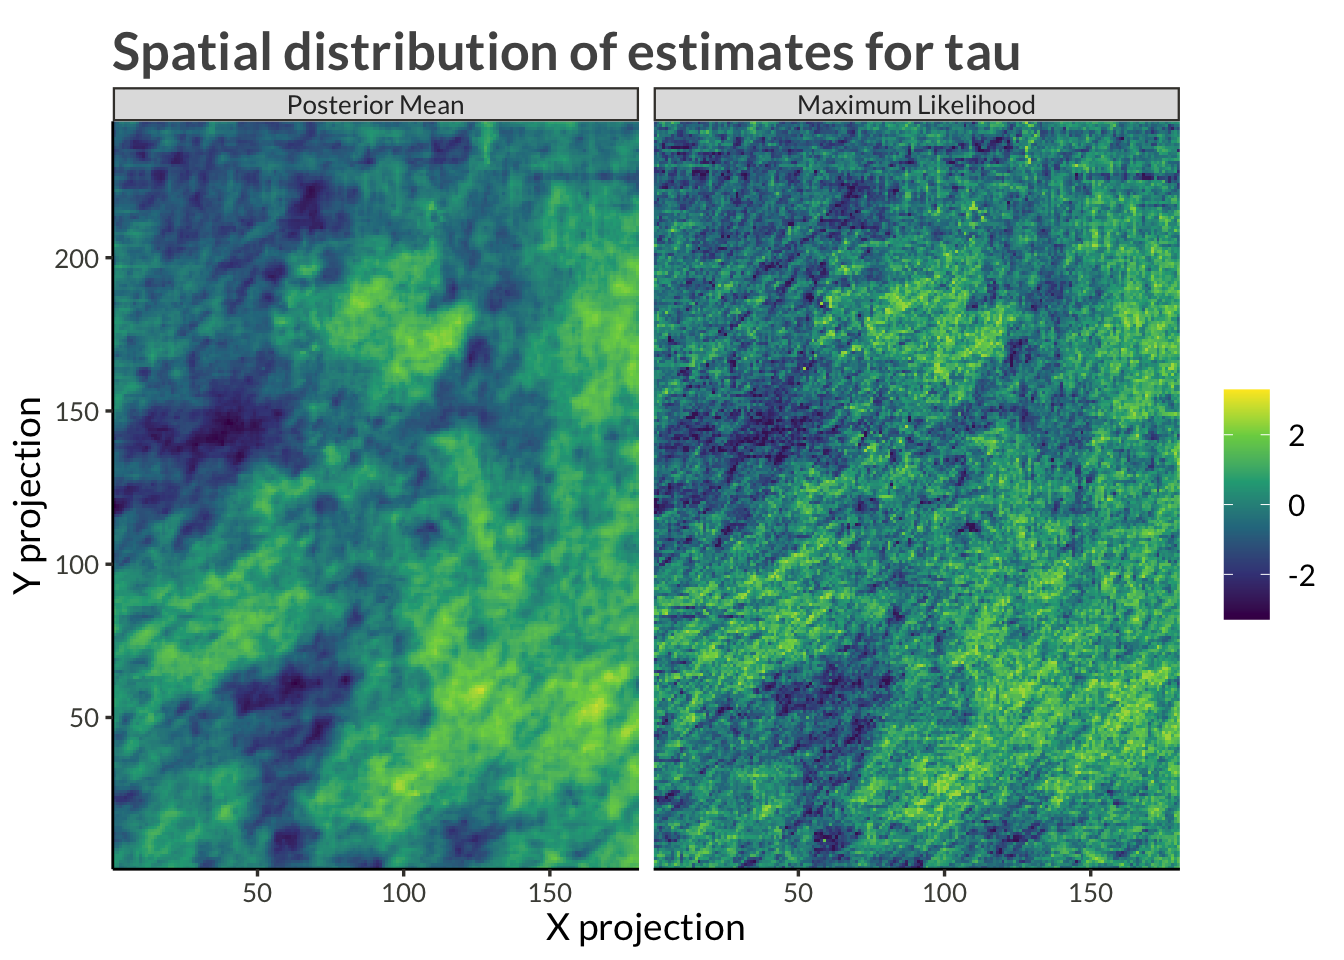 Spatial distribution of estimates for tau
Posterior Mean
Maximum Likelihood
Y projection
200
150
100
50
50
100
150
50
100
150
X projection
2
0
-2